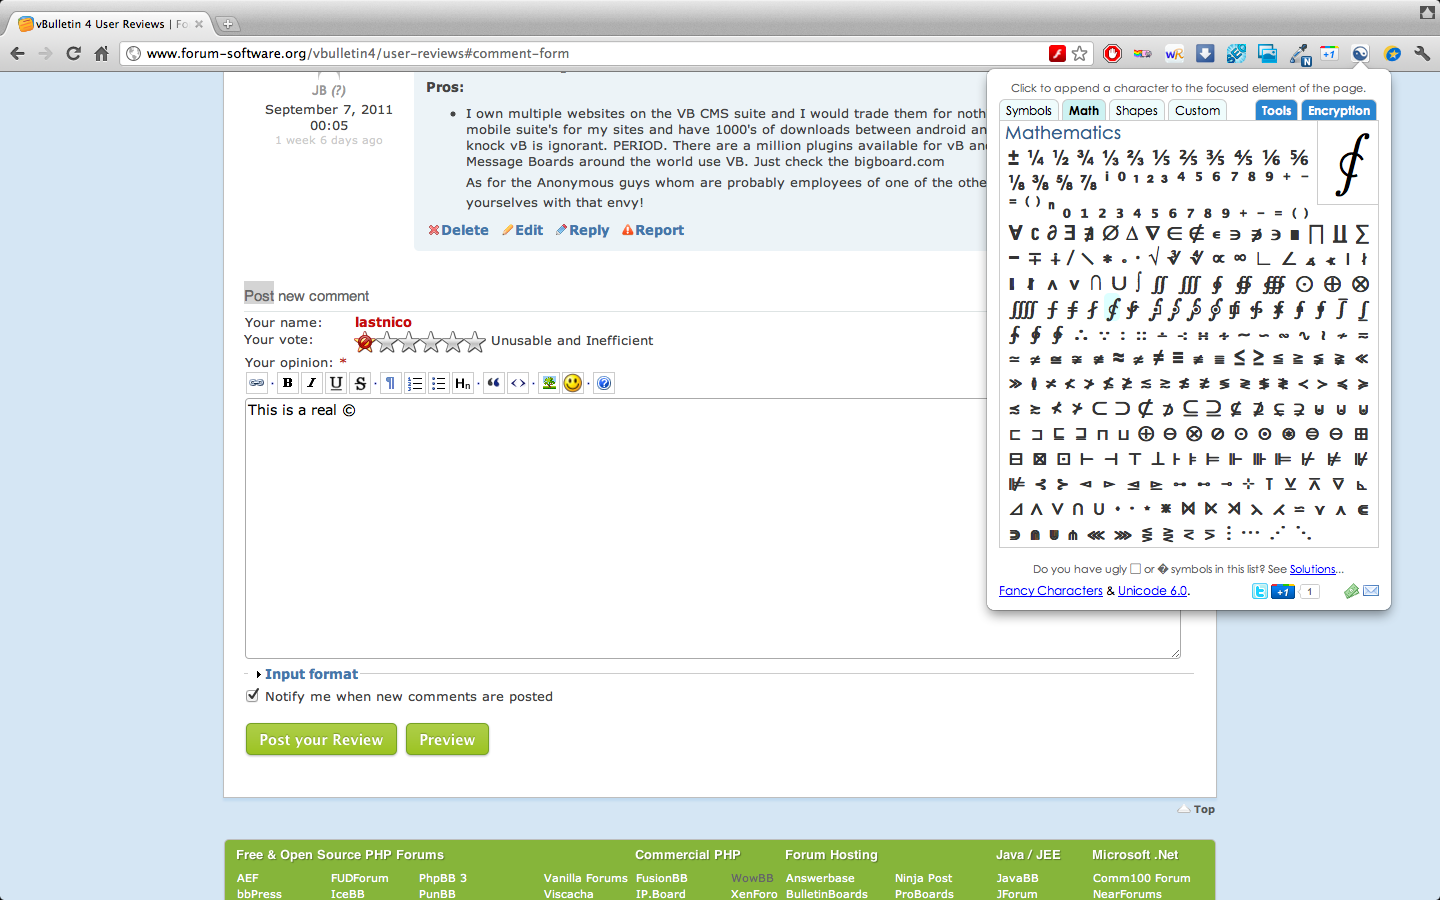 vBulletin 4 User Reviews | Fo
www.forum-software.org/vbulletin4/user-reviews#comment-form
JB (?)
September 7, 2011
00:05
1 week 6 days ago
Pros:
• I own multiple websites on the VB CMS suite and I would trade them for noth
mobile suite's for my sites and have 1000's of downloads between android an
knock vB is ignorant. PERIOD. There are a million plugins available for vB and
Message Boards around the world use VB. Just check the bigboard.com
As for the Anonymous guys whom are probably employees of one of the othe
yourselves with that envy!
Delete Edit Reply Report
Post new comment
Your name: lastnico
Your vote: Unusable and Inefficient
Your opinion: *
B I U S ¶ Hn “ <> ?
This is a real ©
Input format
Notify me when new comments are posted
Post your Review Preview
Top
Click to append a character to the focused element of the page.
Symbols Math Shapes Custom Tools Encryption
Mathematics
± ¼ ½ ¾ ⅓ ⅔ ⅕ ⅖ ⅗ ⅘ ⅙ ⅚
⅛ ⅜ ⅝ ⅞ ⁱ ⁰ ¹ ² ³ ⁴ ⁵ ⁶ ⁷ ⁸ ⁹ ⁺ ⁻
⁼ ⁽ ⁾ ⁿ ₀ ₁ ₂ ₃ ₄ ₅ ₆ ₇ ₈ ₉ ₊ ₋ ₌ ₍ ₎
∀ ∁ ∂ ∃ ∄ ∅ ∆ ∇ ∈ ∉ ∊ ∋ ∌ ∍ ∎ ∏ ∐ ∑
− ∓ ∔ ∕ ∖ ∗ ∘ ∙ √ ∛ ∜ ∝ ∞ ∟ ∠ ∡ ∢ ∣ ∤
∥ ∦ ∧ ∨ ∩ ∪ ∫ ∬ ∭ ∮ ∯ ∰ ⊙ ⊕ ⊗
Do you have ugly □ or � symbols in this list? See Solutions...
Fancy Characters & Unicode 6.0.
+1 1
Free & Open Source PHP Forums Commercial PHP Forum Hosting Java / JEE Microsoft .Net
AEF FUDForum PhpBB 3 Vanilla Forums FusionBB WowBB Answerbase Ninja Post JavaBB Comm100 Forum
bbPress IceBB PunBB Viscacha IP.Board XenForo BulletinBoards ProBoards JForum NearForums